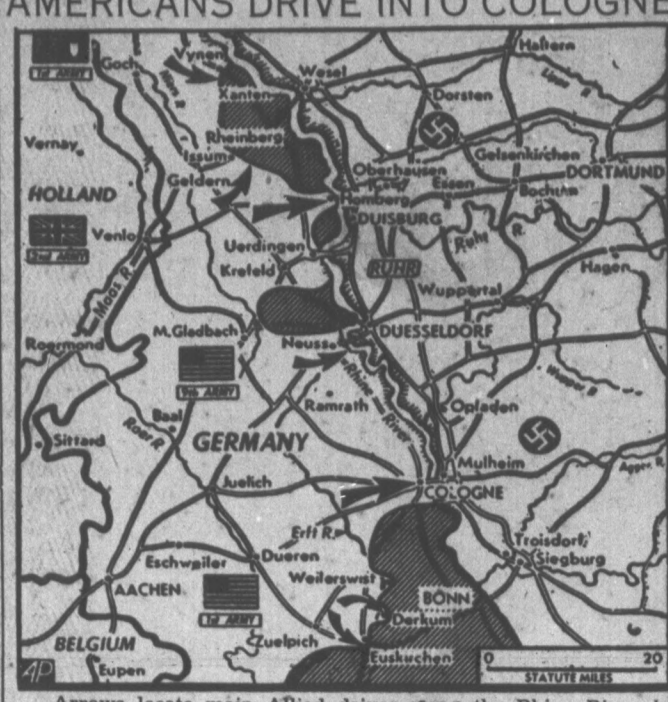 AMERICANS DRIVE INTO COLOGNE
1st ARMY
Goch
Vynen
Wesel
Haltern
Xanten
Dorsten
Rheinberg
Vernay
Issum
Gelsenkirchen
Geldern
Oberhausen
DORTMUND
HOLLAND
Homberg
Essen
Bochum
DUISBURG
2nd ARMY
Venlo
Uerdingen
Ruhr R.
Krefeld
RUHR
Hagen
Maas R.
Wuppertal
M. Gladbach
DUESSELDORF
Roermond
Neuss
9th ARMY
Rhine River
Wupper R.
Ramrath
Opladen
Baal
Roer R.
Sittard
GERMANY
Mulheim
Agger R.
Juelich
COLOGNE
Erft R.
Troisdorf
Siegburg
Eschweiler
Dueren
Weilerswist
AACHEN
BONN
1st ARMY
Derkum
BELGIUM
Zuelpich
Euskuchen
Eupen
AP
0 20
STATUTE MILES